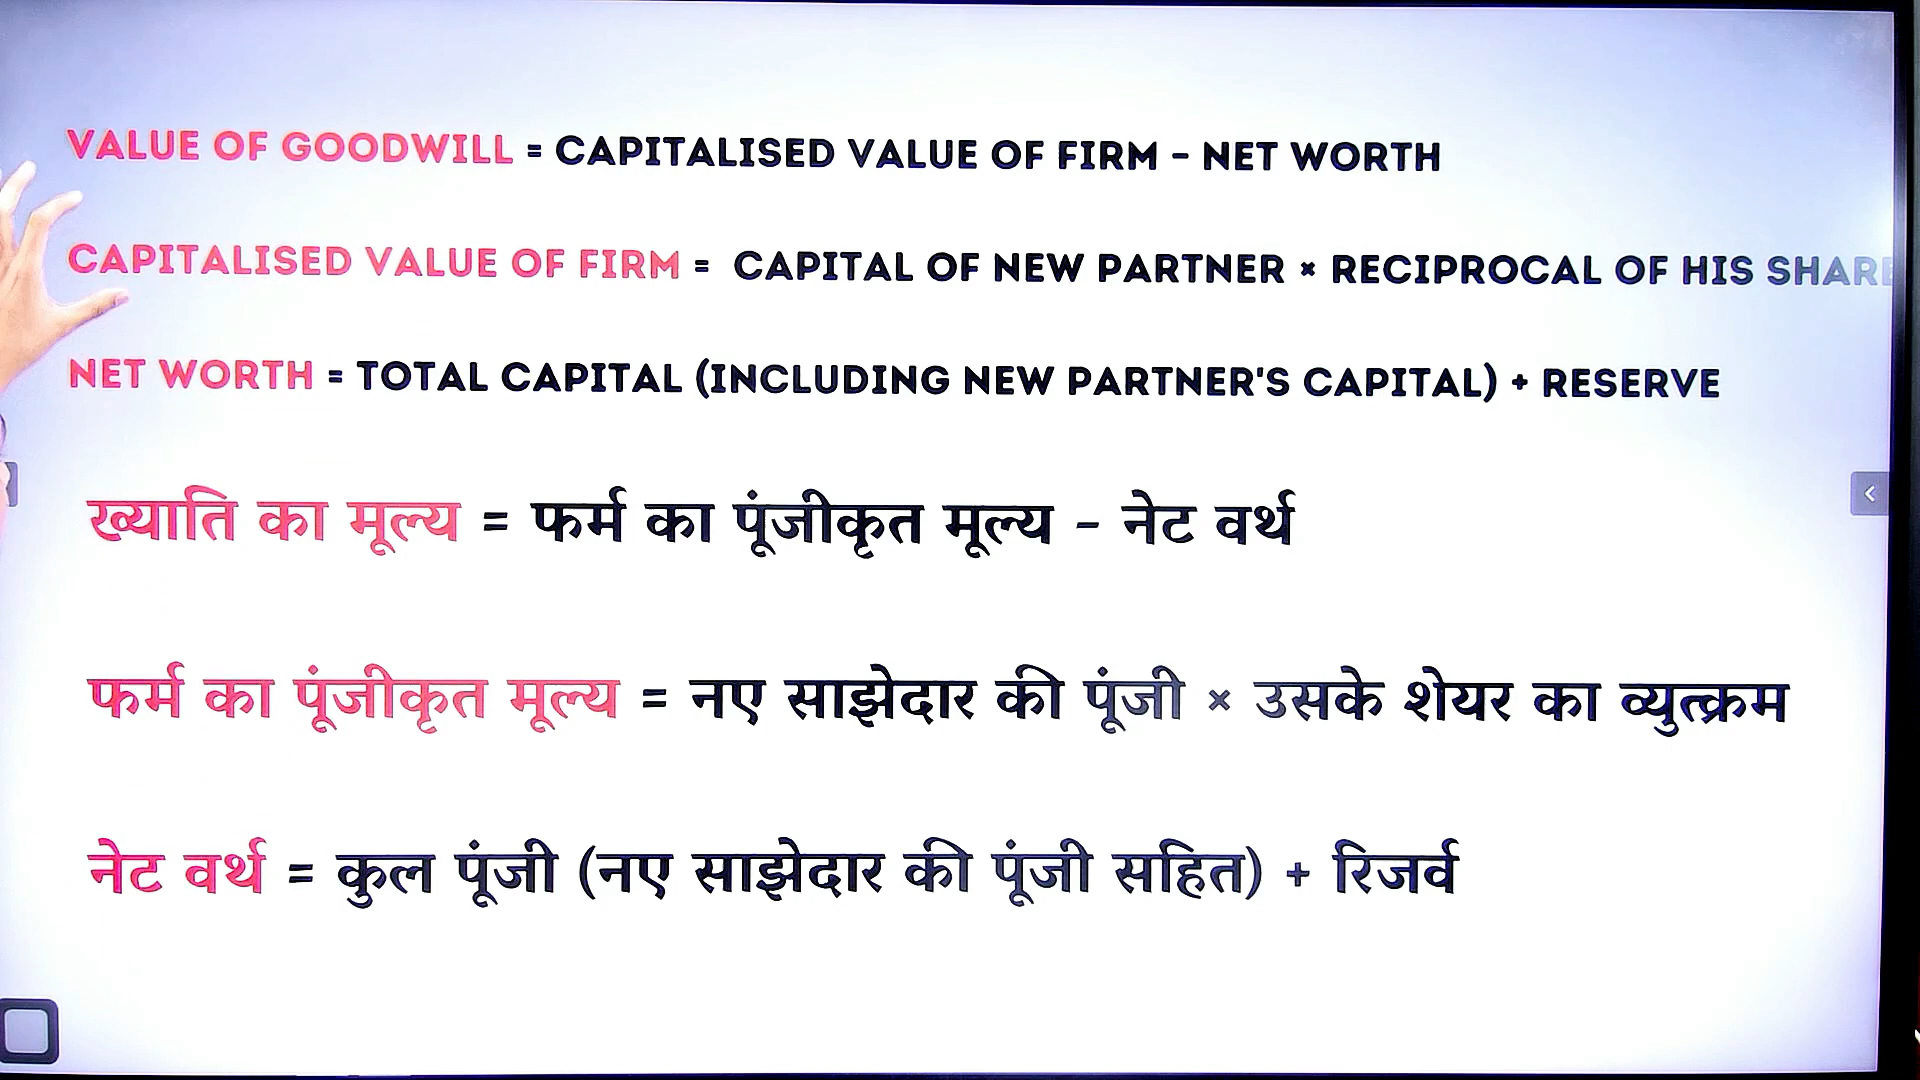 VALUE OF GOODWILL = CAPITALISED VALUE OF FIRM - NET WORTH
CAPITALISED VALUE OF FIRM = CAPITAL OF NEW PARTNER × RECIPROCAL OF HIS SHARE
NET WORTH = TOTAL CAPITAL (INCLUDING NEW PARTNER'S CAPITAL) + RESERVE
ख्याति का मूल्य = फर्म का पूंजीकृत मूल्य - नेट वर्थ
फर्म का पूंजीकृत मूल्य = नए साझेदार की पूंजी × उसके शेयर का व्युत्क्रम
नेट वर्थ = कुल पूंजी (नए साझेदार की पूंजी सहित) + रिजर्व